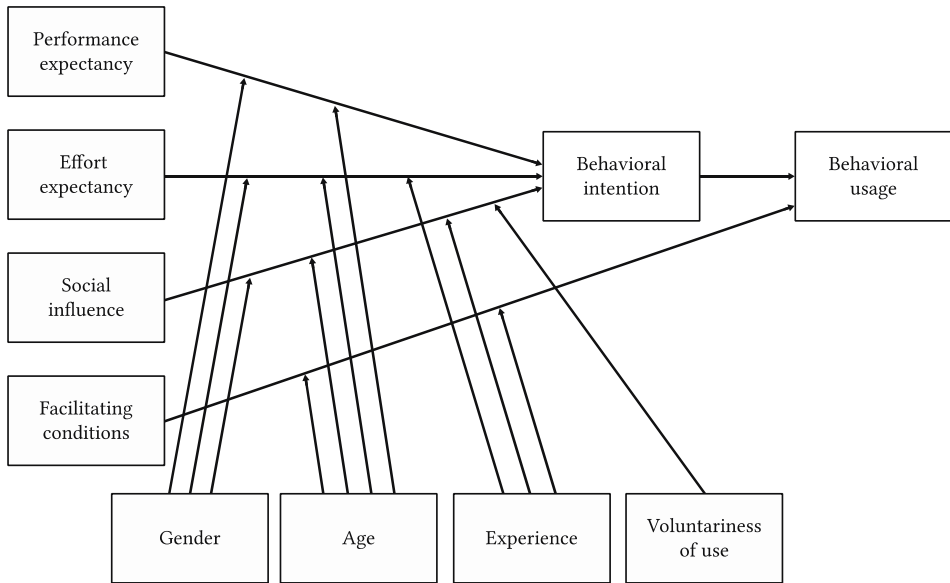 Performance
expectancy
Effort
expectancy
Behavioral
intention
Behavioral
usage
Social
influence
Facilitating
conditions
Gender
Age
Experience
Voluntariness
of use